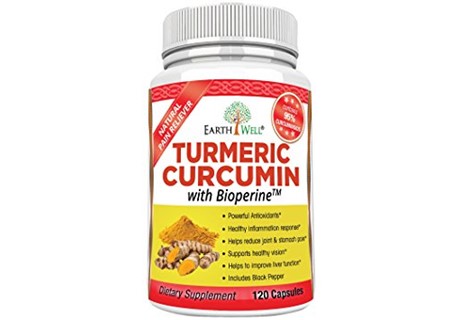 NATURAL
PAIN RELIEVER
EARTH WELL®
95%
CURCUMINOIDS
TURMERIC
CURCUMIN
with Bioperine™
• Powerful Antioxidants*
• Healthy inflammation response*
• Helps reduce joint & stomach pain*
• Supports healthy vision*
• Helps to improve liver function*
• Includes Black Pepper
Dietary Supplement
120 Capsules